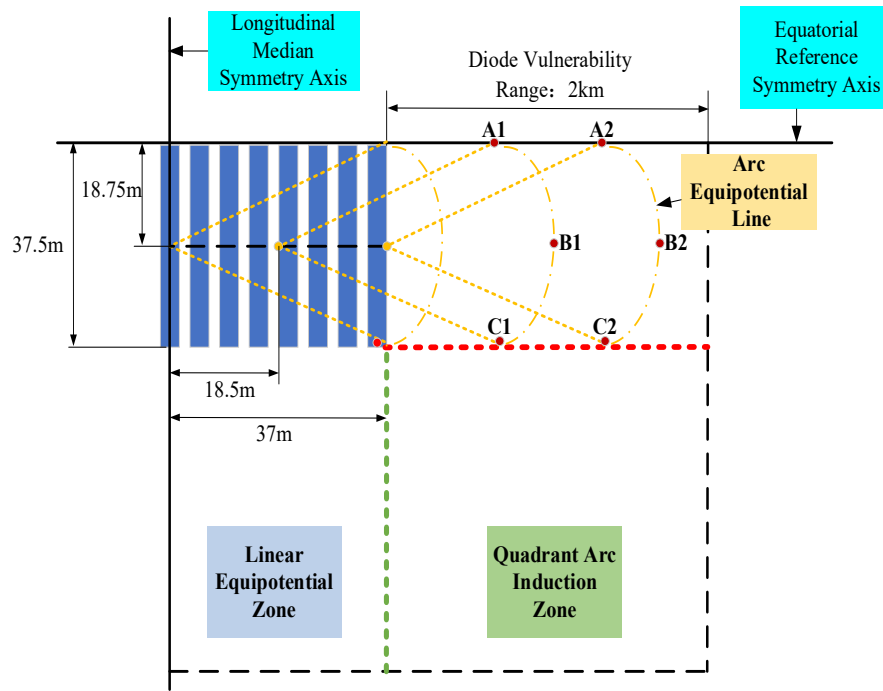 Longitudinal
Median
Symmetry Axis
Equatorial
Reference
Symmetry Axis
Diode Vulnerability
Range：2km
A1
A2
Arc
Equipotential
Line
18.75m
37.5m
B1
B2
C1
C2
18.5m
37m
Linear
Equipotential
Zone
Quadrant Arc
Induction
Zone